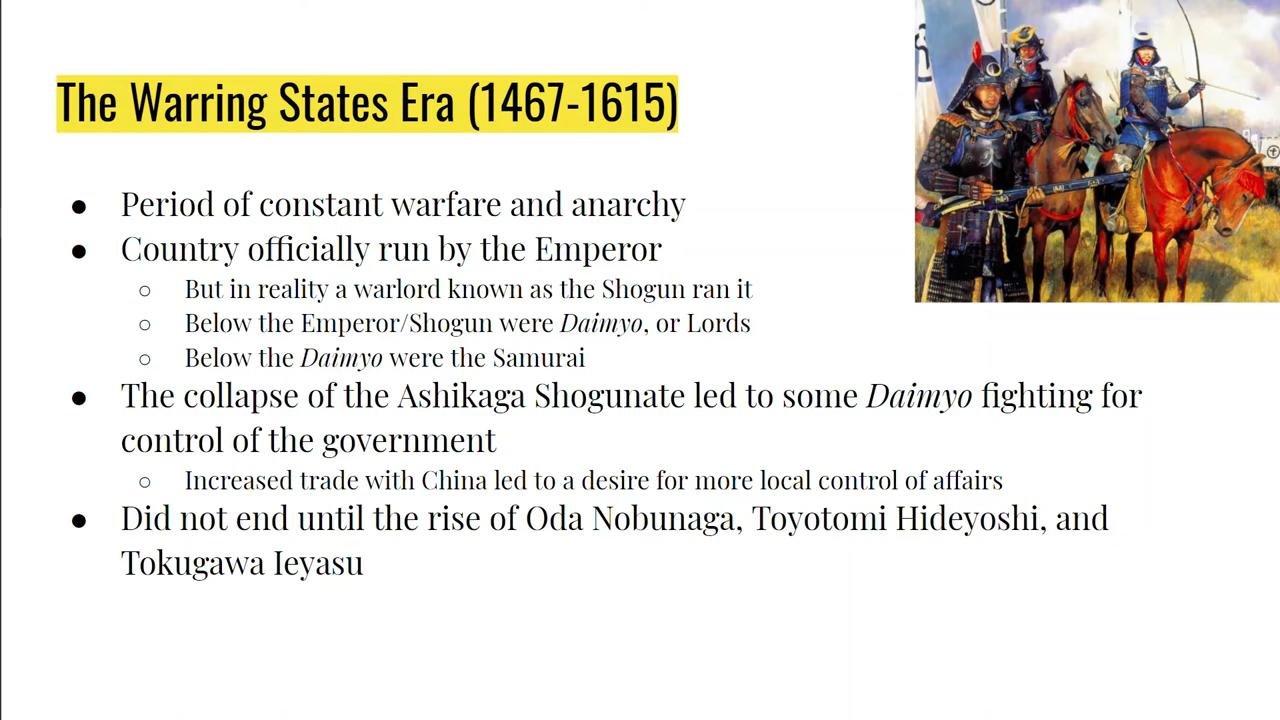 The Warring States Era (1467-1615)
● Period of constant warfare and anarchy
● Country officially run by the Emperor
○ But in reality a warlord known as the Shogun ran it
○ Below the Emperor/Shogun were Daimyo, or Lords
○ Below the Daimyo were the Samurai
● The collapse of the Ashikaga Shogunate led to some Daimyo fighting for
control of the government
○ Increased trade with China led to a desire for more local control of affairs
● Did not end until the rise of Oda Nobunaga, Toyotomi Hideyoshi, and
Tokugawa Ieyasu